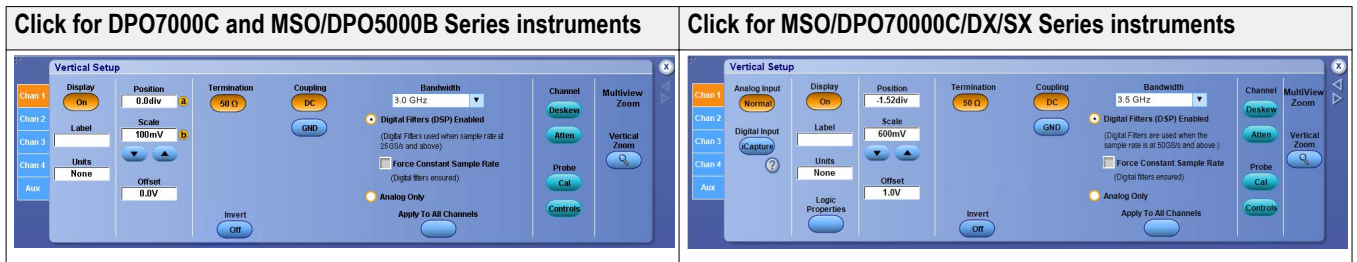 Click for DPO7000C and MSO/DPO5000B Series instruments
Vertical Setup
Chan 1
Chan 2
Chan 3
Chan 4
Aux
Display
On
Label
Units
None
Position
0.0div
a
Scale
100mV
b
Offset
0.0V
Termination
50 Ω
Invert
Off
Coupling
DC
GND
Bandwidth
3.0 GHz
Digital Filters (DSP) Enabled
(Digital Filters used when sample rate at
25GS/s and above)
Force Constant Sample Rate
(Digital filters ensured)
Analog Only
Apply To All Channels
Channel
Deskew
Atten
Probe
Cal
Controls
Multiview
Zoom
Vertical
Zoom
X
Click for MSO/DPO70000C/DX/SX Series instruments
Vertical Setup
Chan 1
Chan 2
Chan 3
Chan 4
Aux
Analog Input
Normal
Digital Input
iCapture
?
Display
On
Label
Units
None
Logic
Properties
Position
-1.52div
Scale
600mV
Offset
1.0V
Termination
50 Ω
Invert
Off
Coupling
DC
GND
Bandwidth
3.5 GHz
Digital Filters (DSP) Enabled
(Digital Filters are used when the
sample rate is at 50GS/s and above.)
Force Constant Sample Rate
(Digital filters ensured)
Analog Only
Apply To All Channels
Channel
Deskew
Atten
Probe
Cal
Controls
MultiView
Zoom
Vertical
Zoom
X